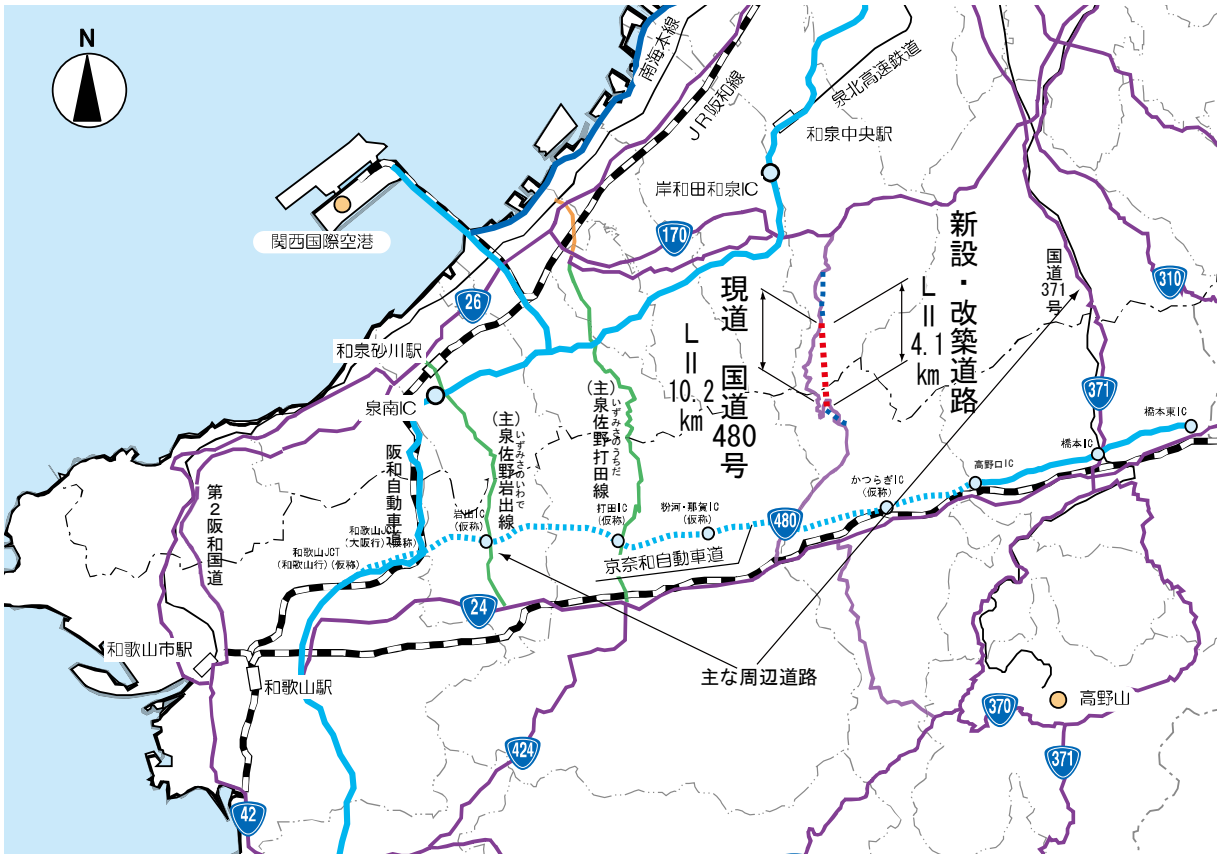 N
南海本線
JR阪和線
泉北高速鉄道
和泉中央駅
岸和田和泉IC
関西国際空港
170
26
310
新設・改築道路
L=4.1km
現道 国道480号
L=10.2km
国道371号
和泉砂川駅
泉南IC
371
橋本東IC
橋本IC
高野口IC
かつらぎIC
(仮称)
(主)泉佐野打田線
いずみさのうちだ
(主)泉佐野岩出線
いずみさのいわで
阪和自動車道
第2阪和国道
岩出IC
(仮称)
打田IC
(仮称)
粉河・那賀IC
(仮称)
480
和歌山JCT
(大阪行)(仮称)
和歌山JCT
(和歌山行)(仮称)
京奈和自動車道
24
和歌山市駅
和歌山駅
主な周辺道路
高野山
370
371
424
42